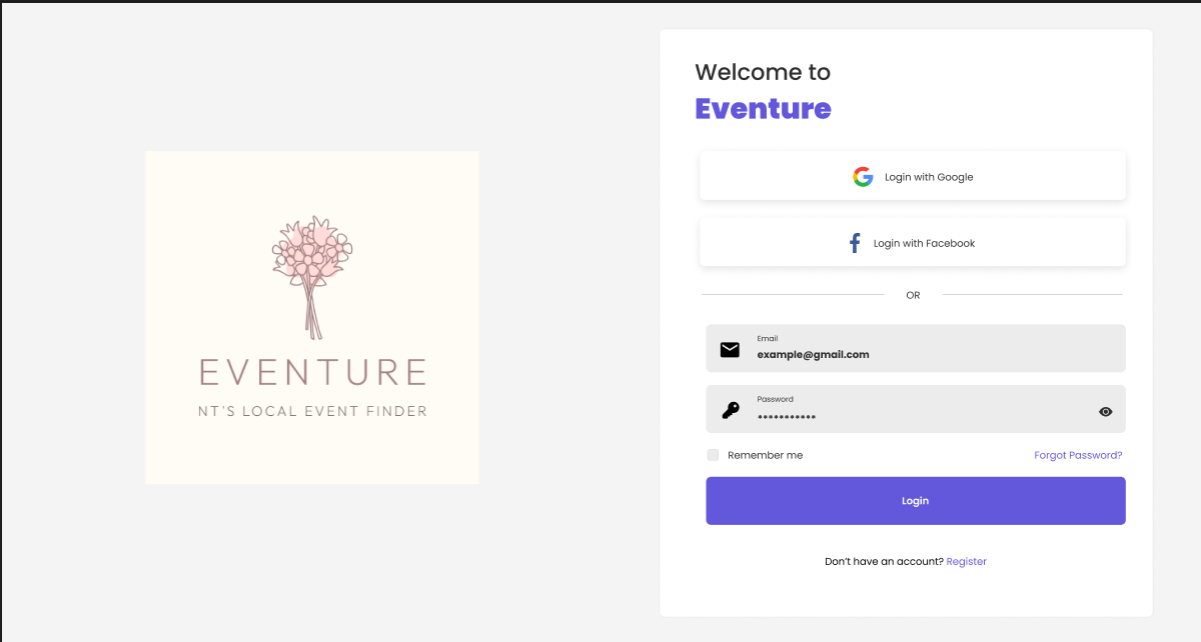 EVENTURE
NT'S LOCAL EVENT FINDER
Welcome to
Eventure
Login with Google
Login with Facebook
OR
Email
example@gmail.com
Password
•••••••••••
Remember me
Forgot Password?
Login
Don't have an account? Register